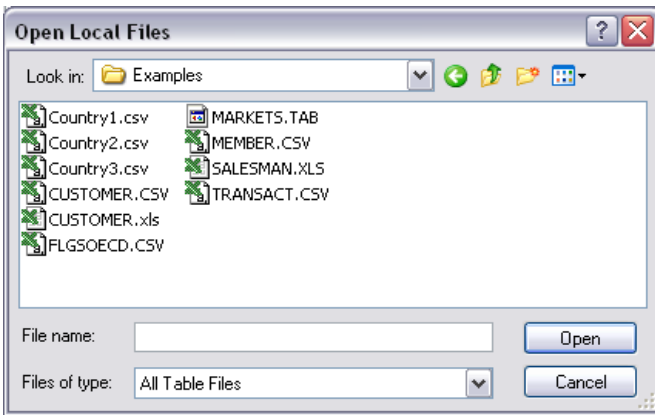 Open Local Files
Look in: Examples
Country1.csv MARKETS.TAB
Country2.csv MEMBER.CSV
Country3.csv SALESMAN.XLS
CUSTOMER.CSV TRANSACT.CSV
CUSTOMER.xls
FLGSOECD.CSV
File name: Open
Files of type: All Table Files Cancel